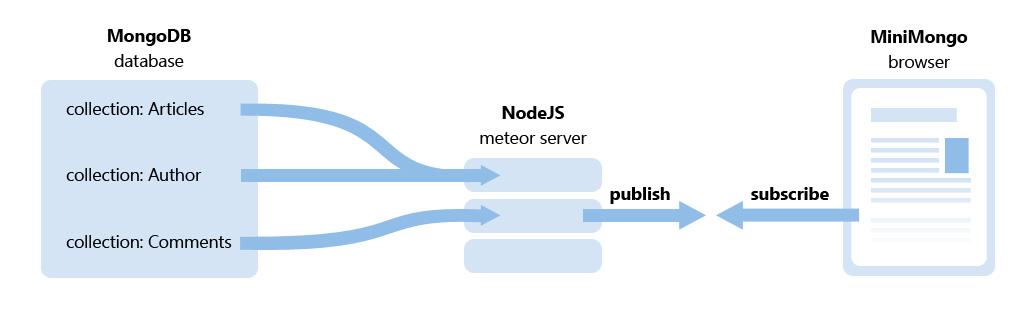 MongoDB
database
collection: Articles
collection: Author
collection: Comments
NodeJS
meteor server
publish
subscribe
MiniMongo
browser